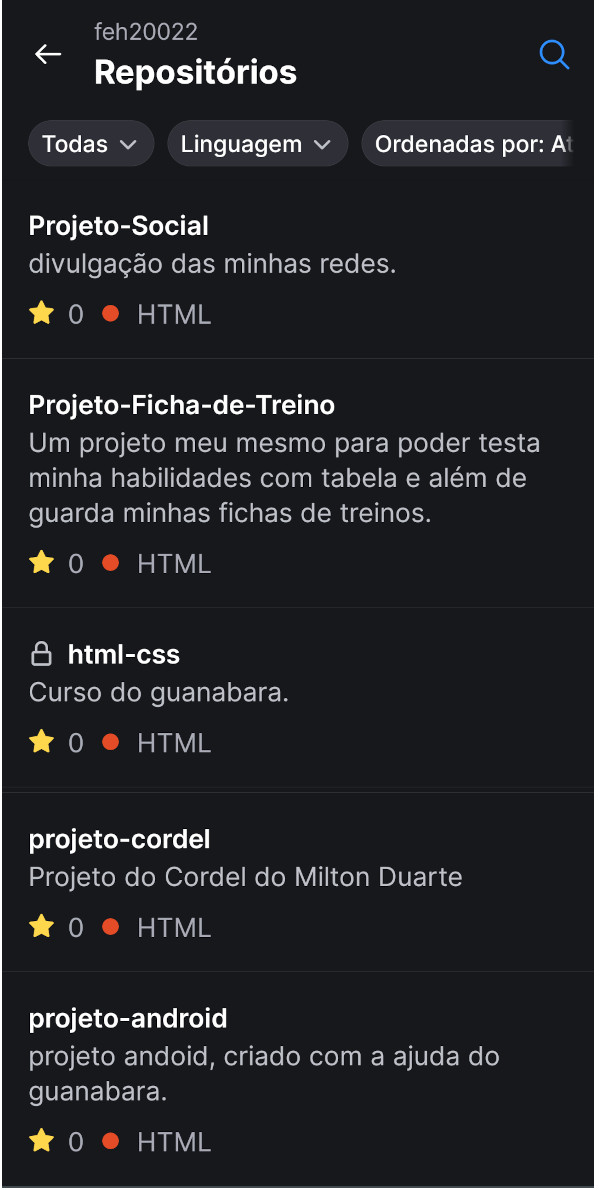 feh20022
Repositórios
Todas
Linguagem
Ordenadas por: At
Projeto-Social
divulgação das minhas redes.
0 HTML
Projeto-Ficha-de-Treino
Um projeto meu mesmo para poder testa
minha habilidades com tabela e além de
guarda minhas fichas de treinos.
0 HTML
html-css
Curso do guanabara.
0 HTML
projeto-cordel
Projeto do Cordel do Milton Duarte
0 HTML
projeto-android
projeto andoid, criado com a ajuda do
guanabara.
0 HTML